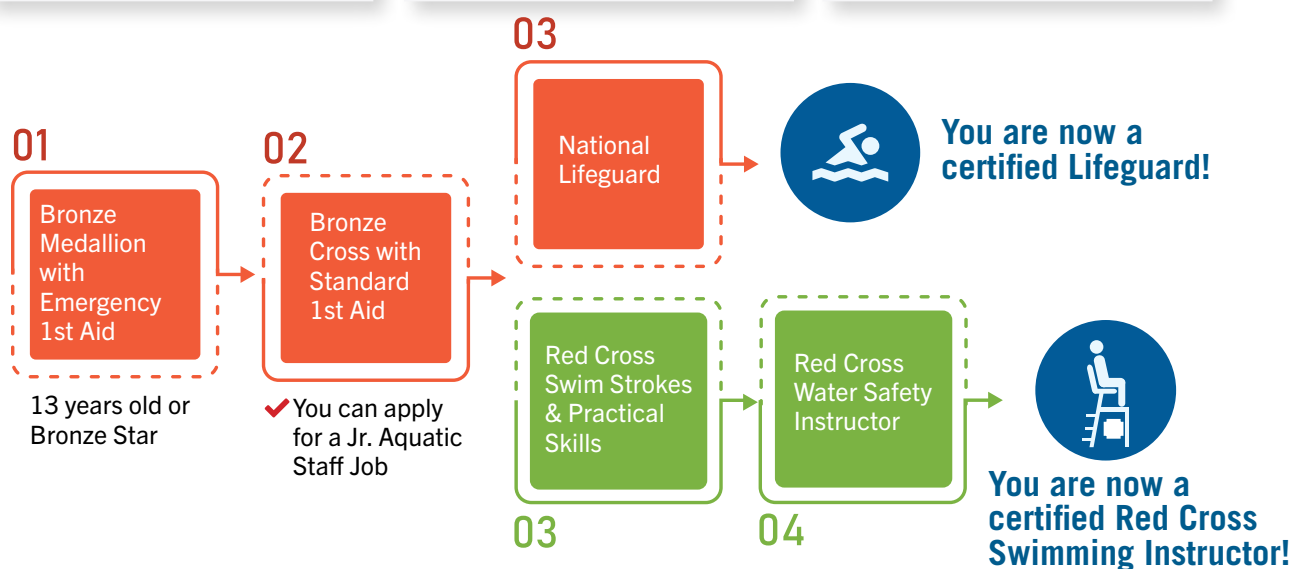 01
Bronze
Medallion
with
Emergency
1st Aid
13 years old or
Bronze Star
02
Bronze
Cross with
Standard
1st Aid
You can apply
for a Jr. Aquatic
Staff Job
03
National
Lifeguard
You are now a
certified Lifeguard!
Red Cross
Swim Strokes
& Practical
Skills
03
Red Cross
Water Safety
Instructor
04
You are now a
certified Red Cross
Swimming Instructor!